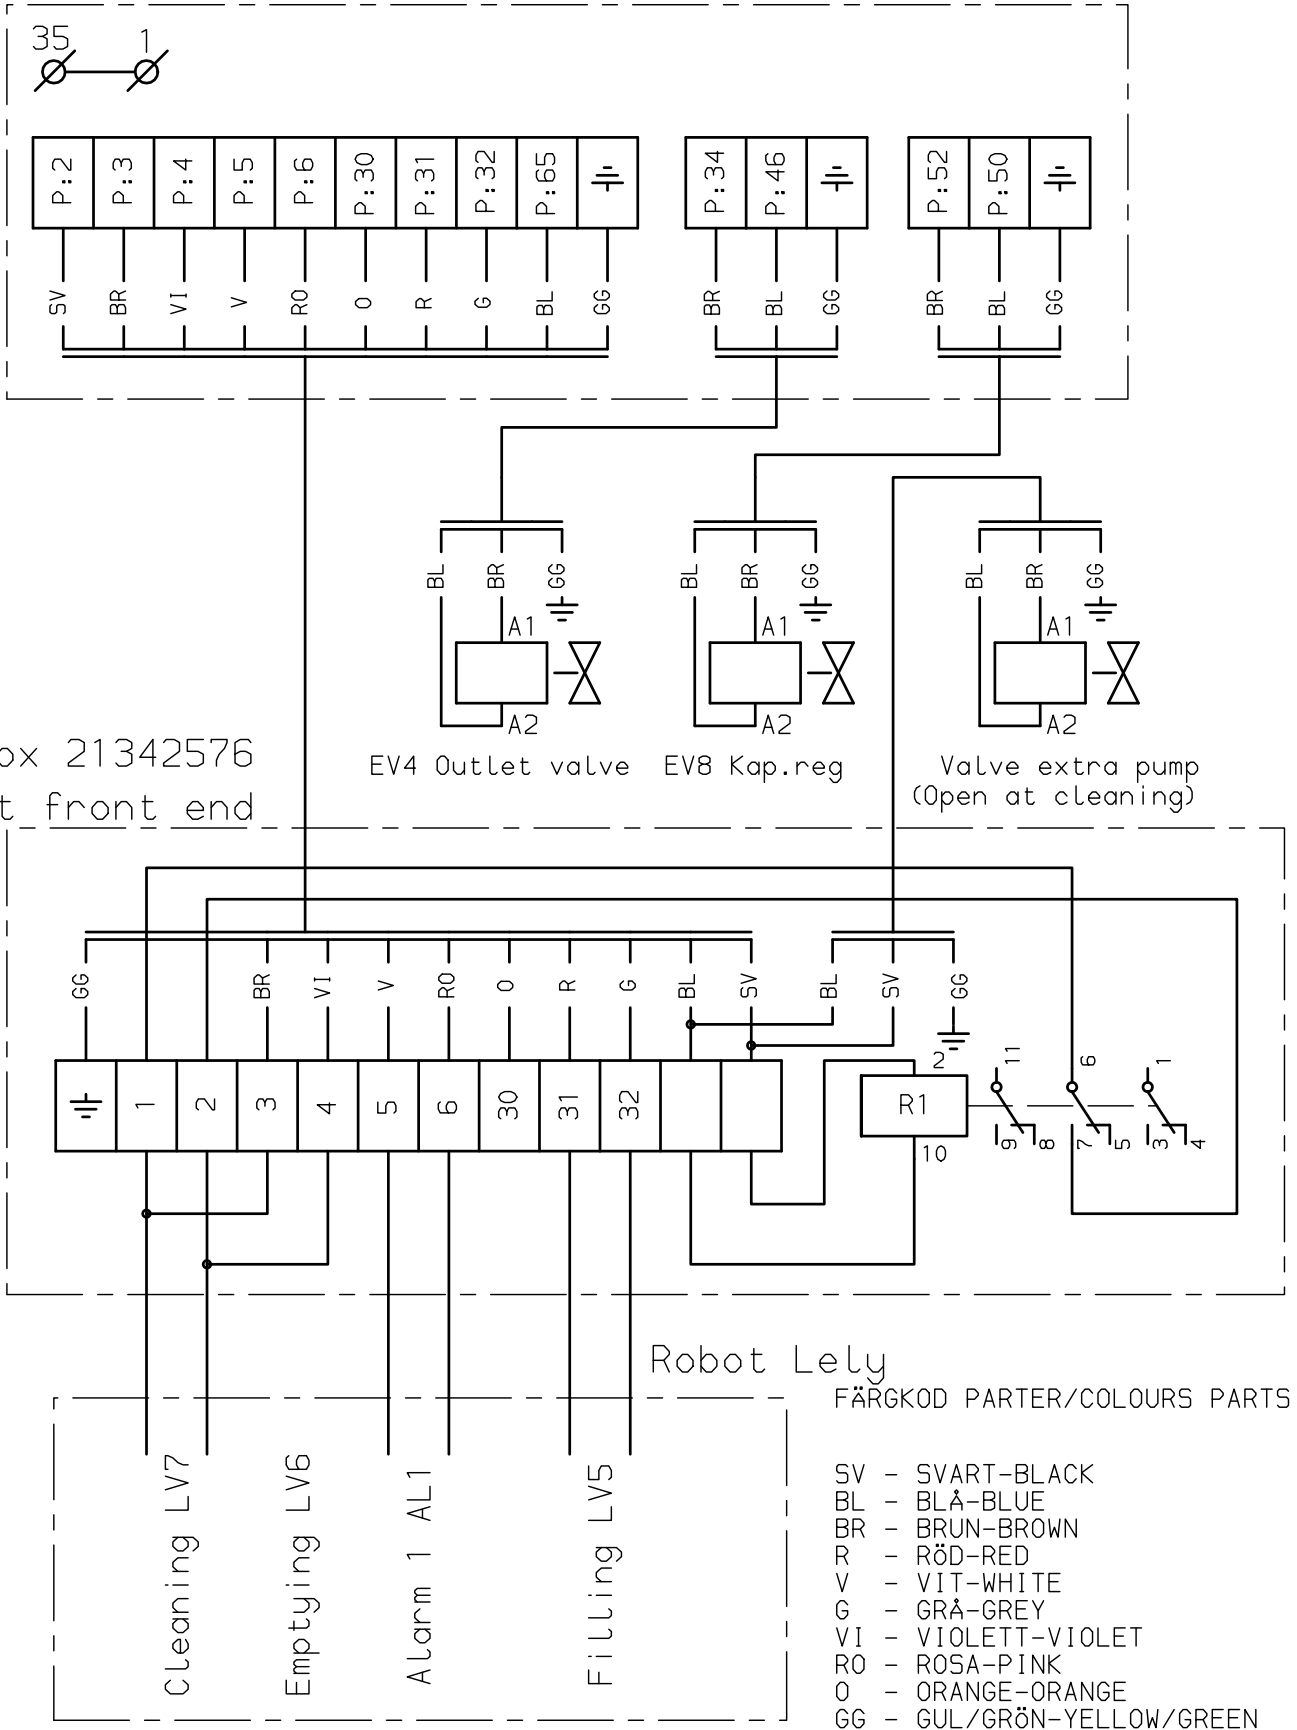 35 1
P:2 P:3 P:4 P:5 P:6 P:30 P:31 P:32 P:65 P:34 P:46 P:52 P:50
SV BR VI V RO O R G BL GG BR BL GG BR BL GG
BL BR GG BL BR GG BL BR GG
A1 A1 A1
A2 A2 A2
EV4 Outlet valve EV8 Kap.reg Valve extra pump
(Open at cleaning)
ox 21342576
t front end
GG BR VI V RO O R G BL SV BL SV GG
2 11 6 1
1 2 3 4 5 6 30 31 32 R1
10 9 8 7 5 3 4
Robot Lely
Cleaning LV7
Emptying LV6
Alarm 1 AL1
Filling LV5
FÄRGKOD PARTER/COLOURS PARTS
SV - SVART-BLACK
BL - BLÅ-BLUE
BR - BRUN-BROWN
R - RÖD-RED
V - VIT-WHITE
G - GRÅ-GREY
VI - VIOLETT-VIOLET
RO - ROSA-PINK
O - ORANGE-ORANGE
GG - GUL/GRÖN-YELLOW/GREEN